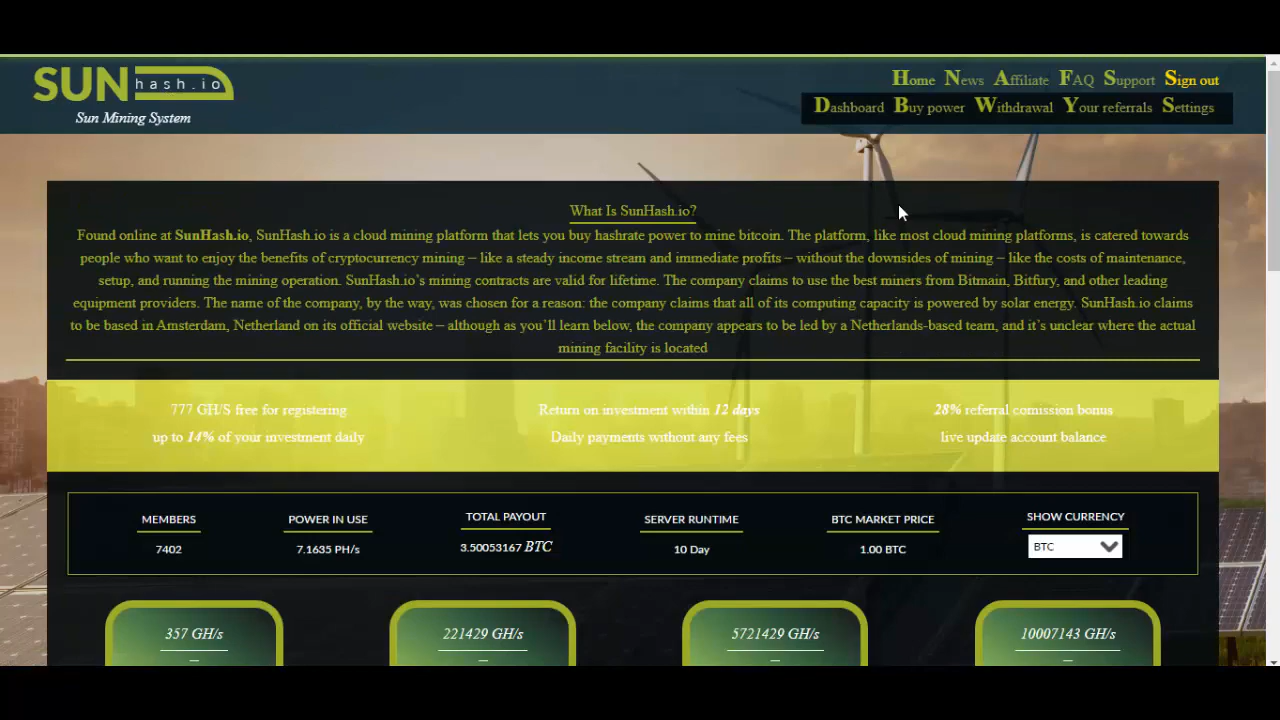 SUN hash.io
Sun Mining System
Home News Affiliate FAQ Support Sign out
Dashboard Buy power Withdrawal Your referrals Settings
What Is SunHash.io?
Found online at SunHash.io, SunHash.io is a cloud mining platform that lets you buy hashrate power to mine bitcoin. The platform, like most cloud mining platforms, is catered towards
people who want to enjoy the benefits of cryptocurrency mining – like a steady income stream and immediate profits – without the downsides of mining – like the costs of maintenance,
setup, and running the mining operation. SunHash.io’s mining contracts are valid for lifetime. The company claims to use the best miners from Bitmain, Bitfury, and other leading
equipment providers. The name of the company, by the way, was chosen for a reason: the company claims that all of its computing capacity is powered by solar energy. SunHash.io claims
to be based in Amsterdam, Netherland on its official website – although as you’ll learn below, the company appears to be led by a Netherlands-based team, and it’s unclear where the actual
mining facility is located
777 GH/S free for registering
up to 14% of your investment daily
Return on investment within 12 days
Daily payments without any fees
28% referral comission bonus
live update account balance
MEMBERS
7402
POWER IN USE
7.1635 PH/s
TOTAL PAYOUT
3.50053167 BTC
SERVER RUNTIME
10 Day
BTC MARKET PRICE
1.00 BTC
SHOW CURRENCY
BTC
357 GH/s
–
221429 GH/s
–
5721429 GH/s
–
10007143 GH/s
–